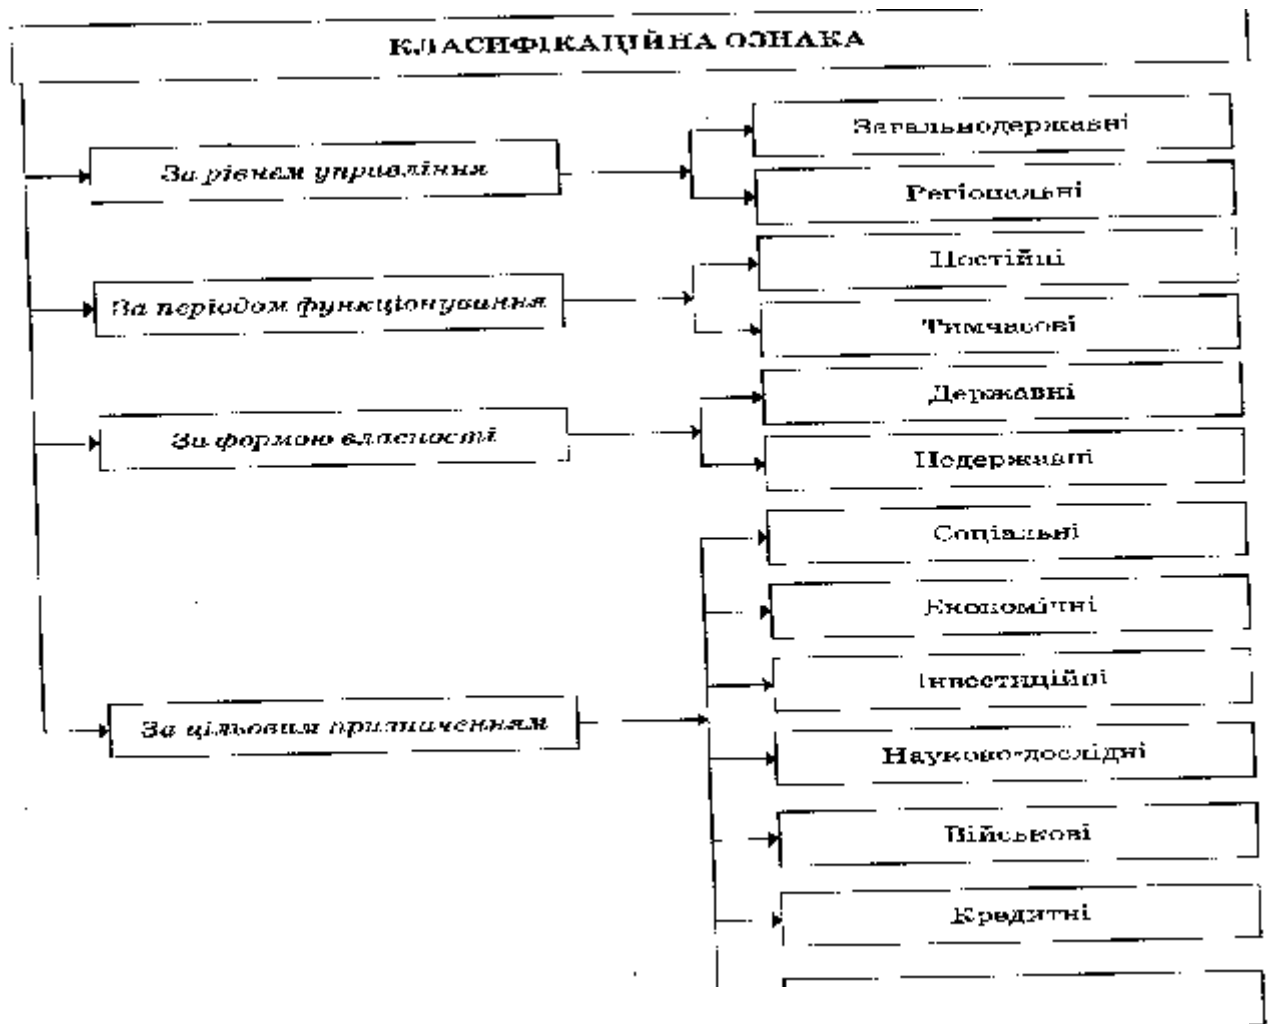 КЛАСИФІКАЦІЙНА ОЗНАКА
Загальнодержавні
За рівнем управління
Регіональні
Постійні
За періодом функціонування
Тимчасові
Державні
За формою власності
Недержавні
Соціальні
Економічні
Інвестиційні
За цільовим призначенням
Науково-дослідні
Військові
Кредитні